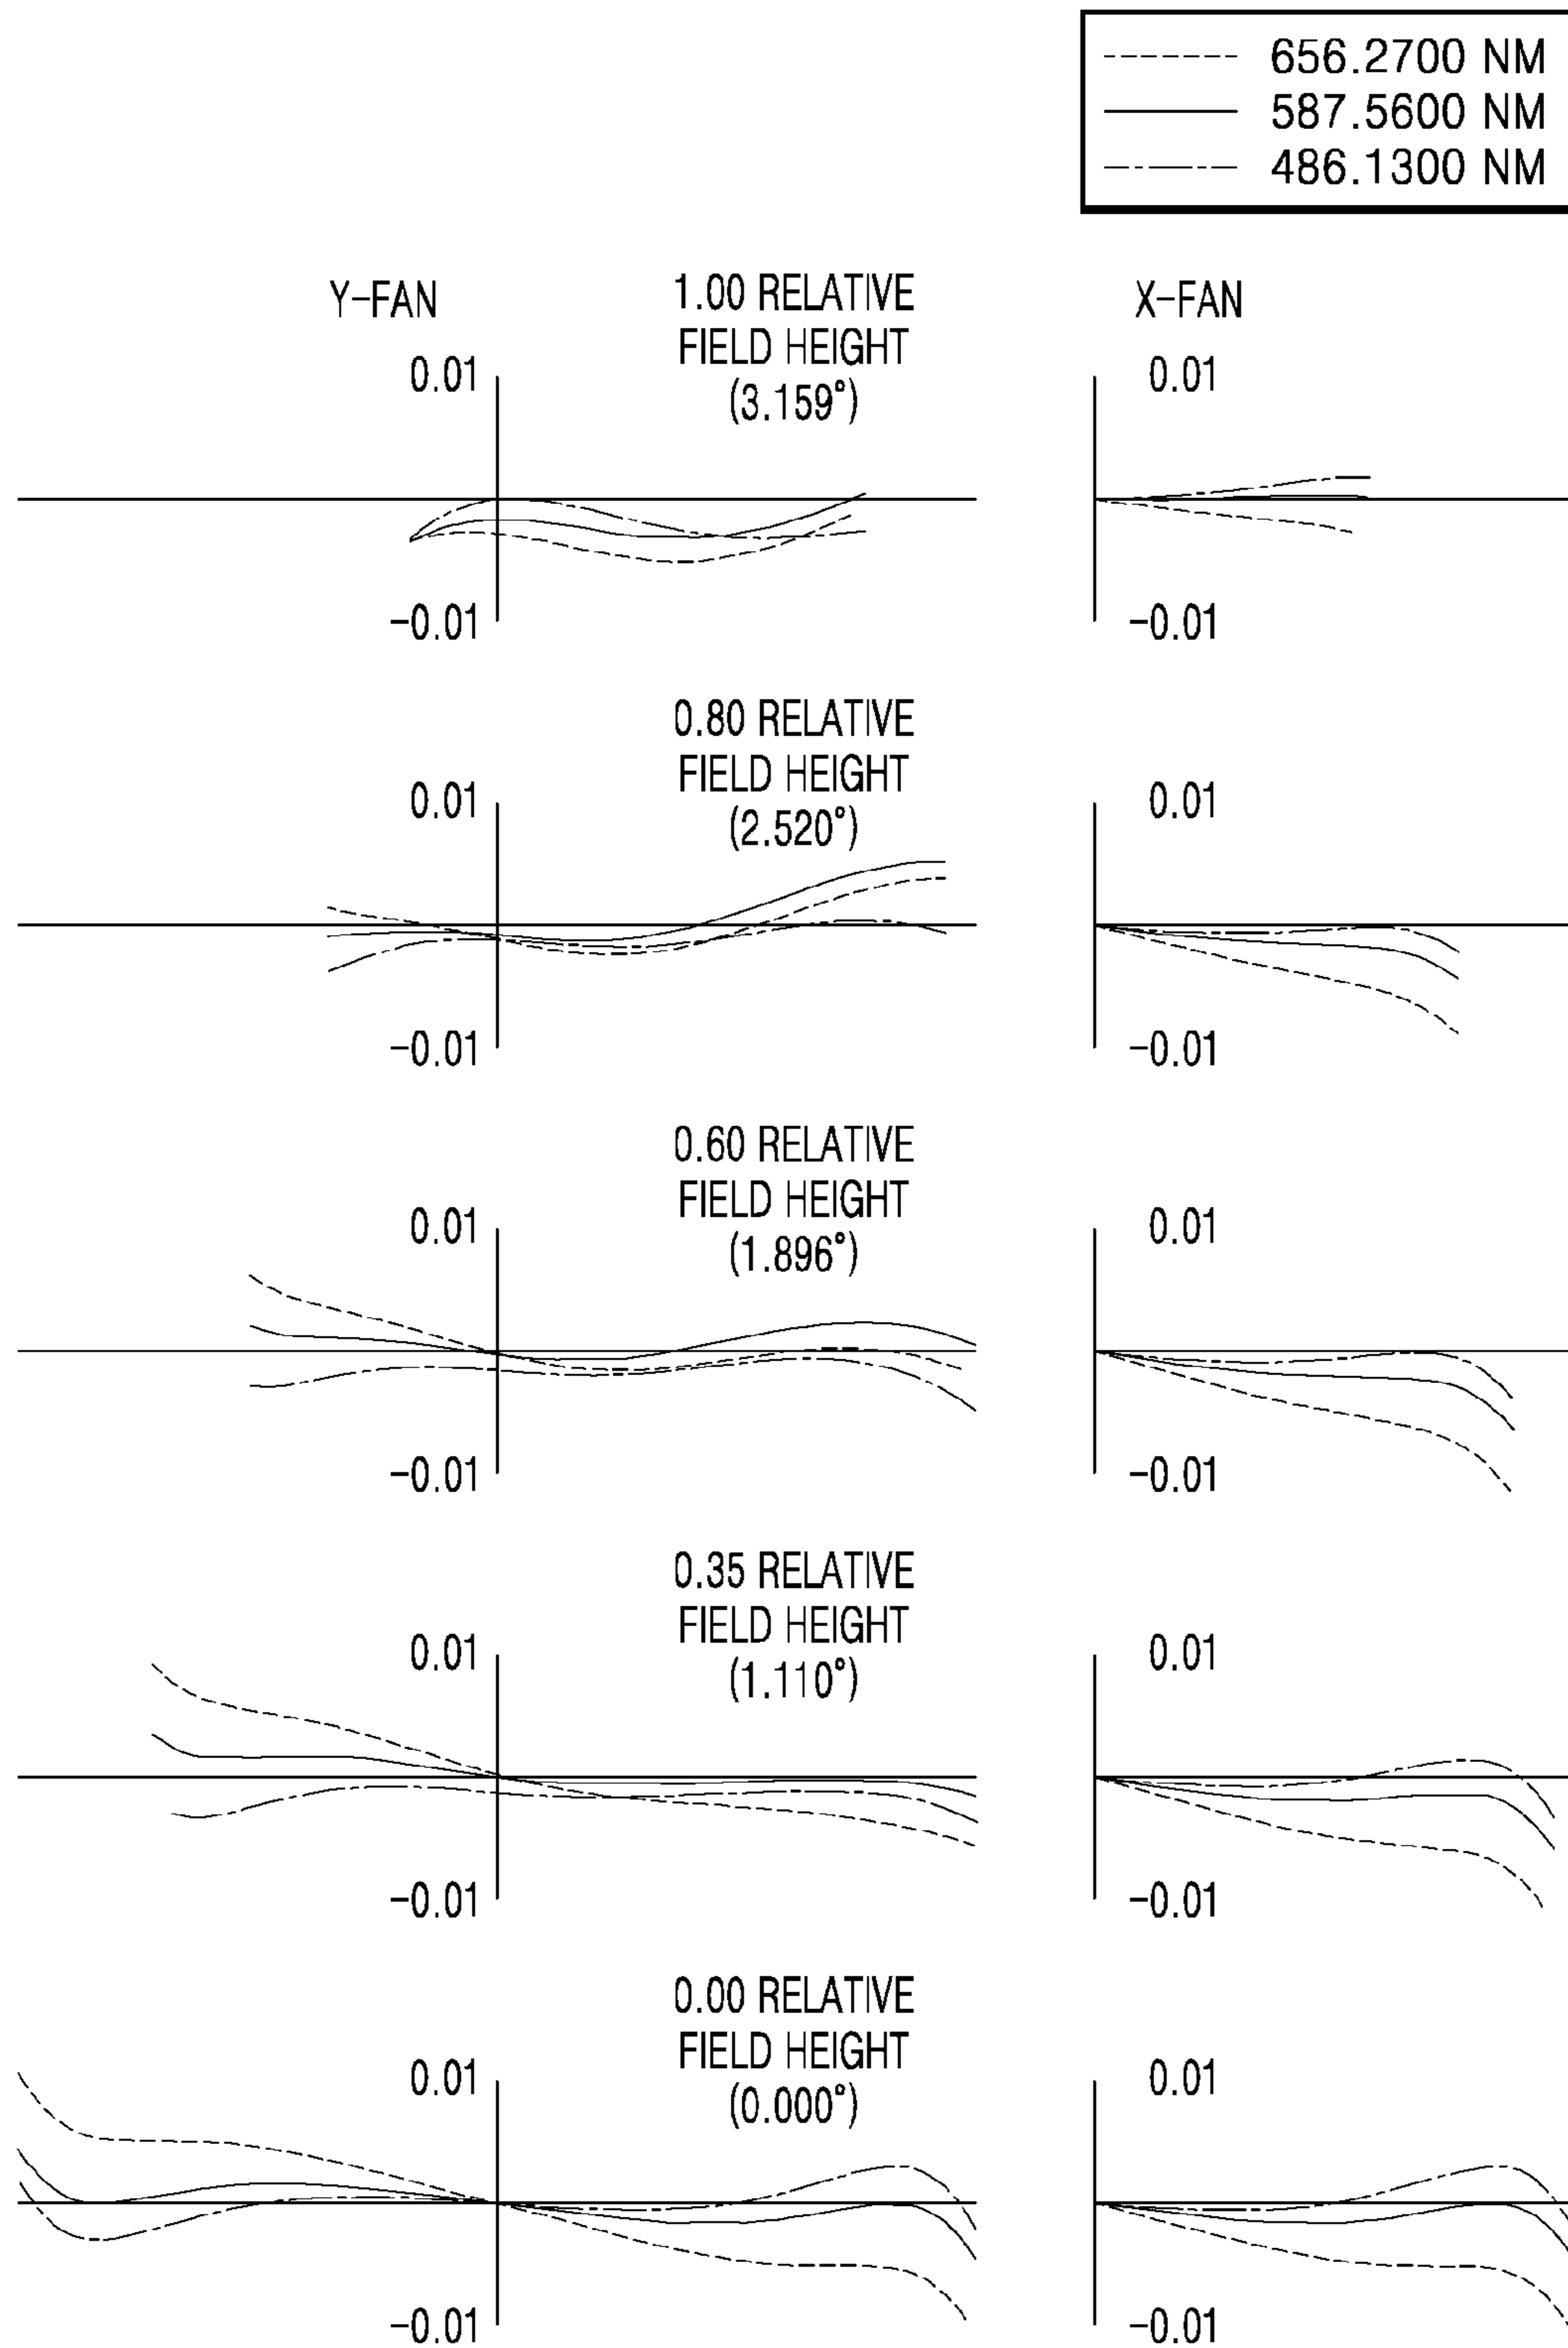 656.2700 NM
587.5600 NM
486.1300 NM
Y-FAN
1.00 RELATIVE
FIELD HEIGHT
(3.159°)
X-FAN
0.01
0.01
-0.01
-0.01
0.80 RELATIVE
FIELD HEIGHT
(2.520°)
0.01
0.01
-0.01
-0.01
0.60 RELATIVE
FIELD HEIGHT
(1.896°)
0.01
0.01
-0.01
-0.01
0.35 RELATIVE
FIELD HEIGHT
(1.110°)
0.01
0.01
-0.01
-0.01
0.00 RELATIVE
FIELD HEIGHT
(0.000°)
0.01
0.01
-0.01
-0.01